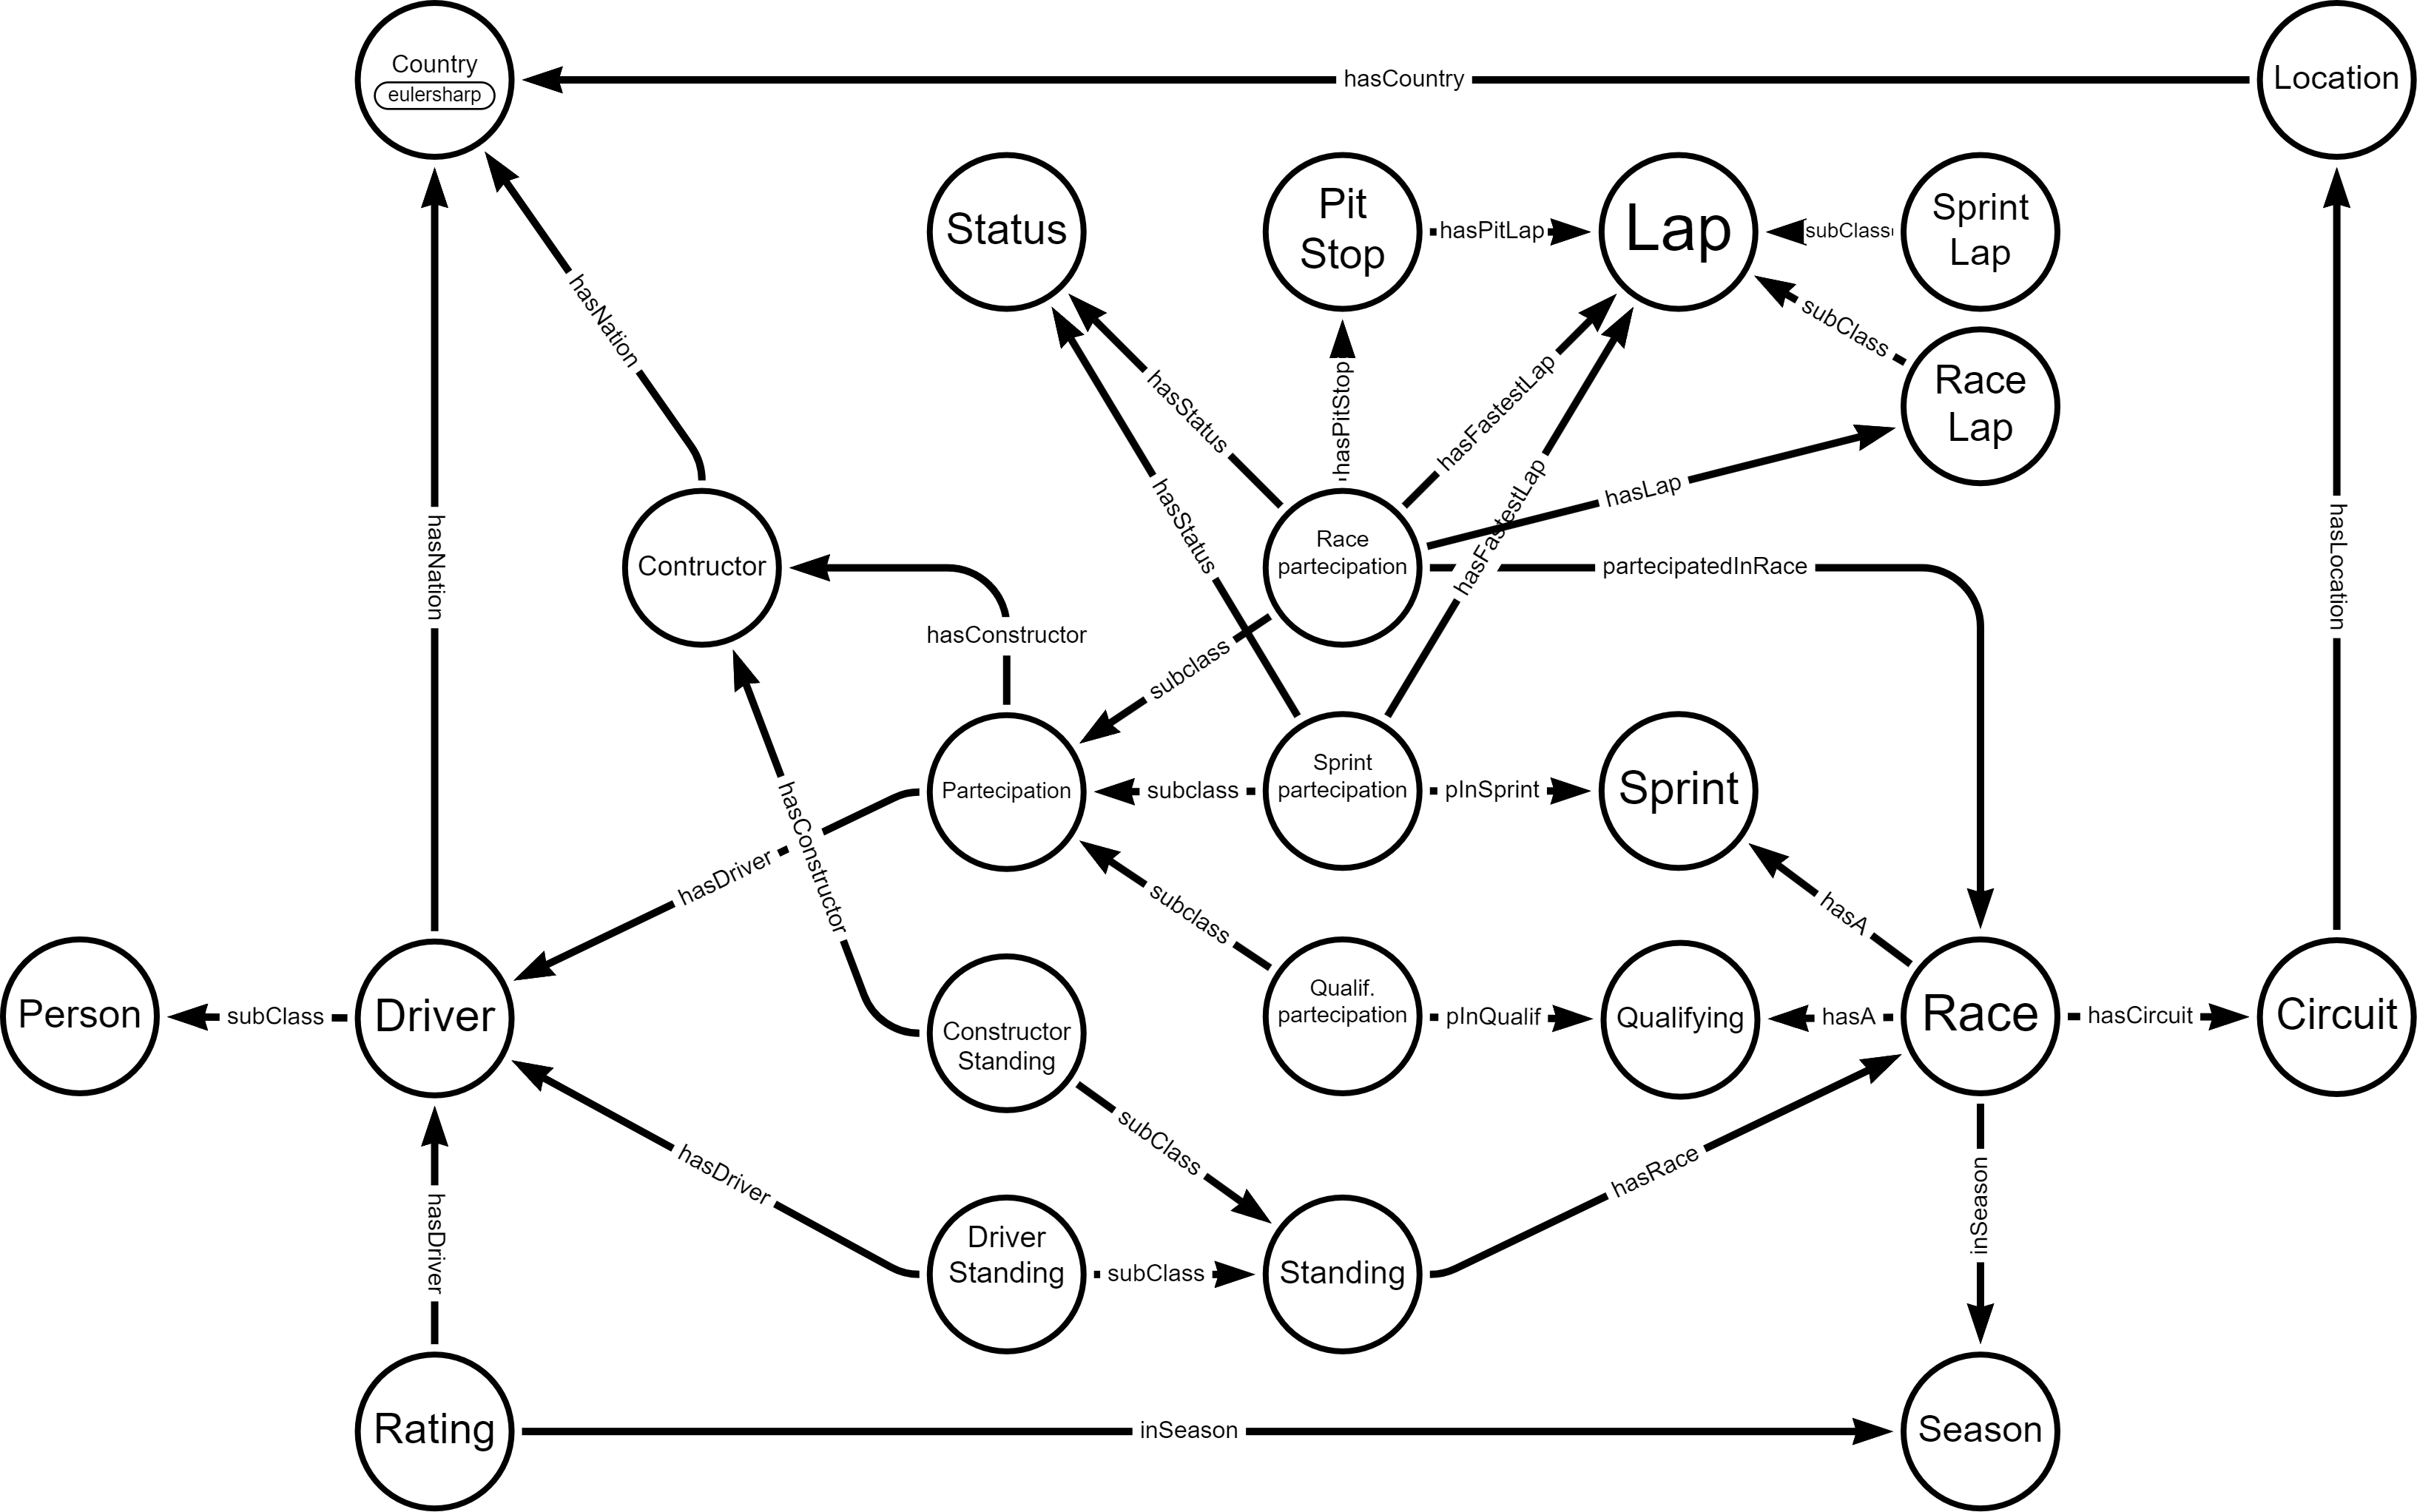 Country
eulersharp
hasCountry
Location
Status
Pit
Stop
hasPitLap
Lap
subClass
Sprint
Lap
hasNation
subClass
hasStatus
hasPitStop
hasFastestLap
Race
Lap
hasLap
hasNation
hasStatus
hasFastestLap
hasLocation
Contructor
Race
partecipation
partecipatedInRace
hasConstructor
subclass
Partecipation
subclass
Sprint
partecipation
pInSprint
Sprint
hasConstructor
hasDriver
subclass
hasA
Person
subClass
Driver
Constructor
Standing
Qualif.
partecipation
pInQualif
Qualifying
hasA
Race
hasCircuit
Circuit
subClass
hasDriver
hasRace
inSeason
hasDriver
Driver
Standing
subClass
Standing
Rating
inSeason
Season